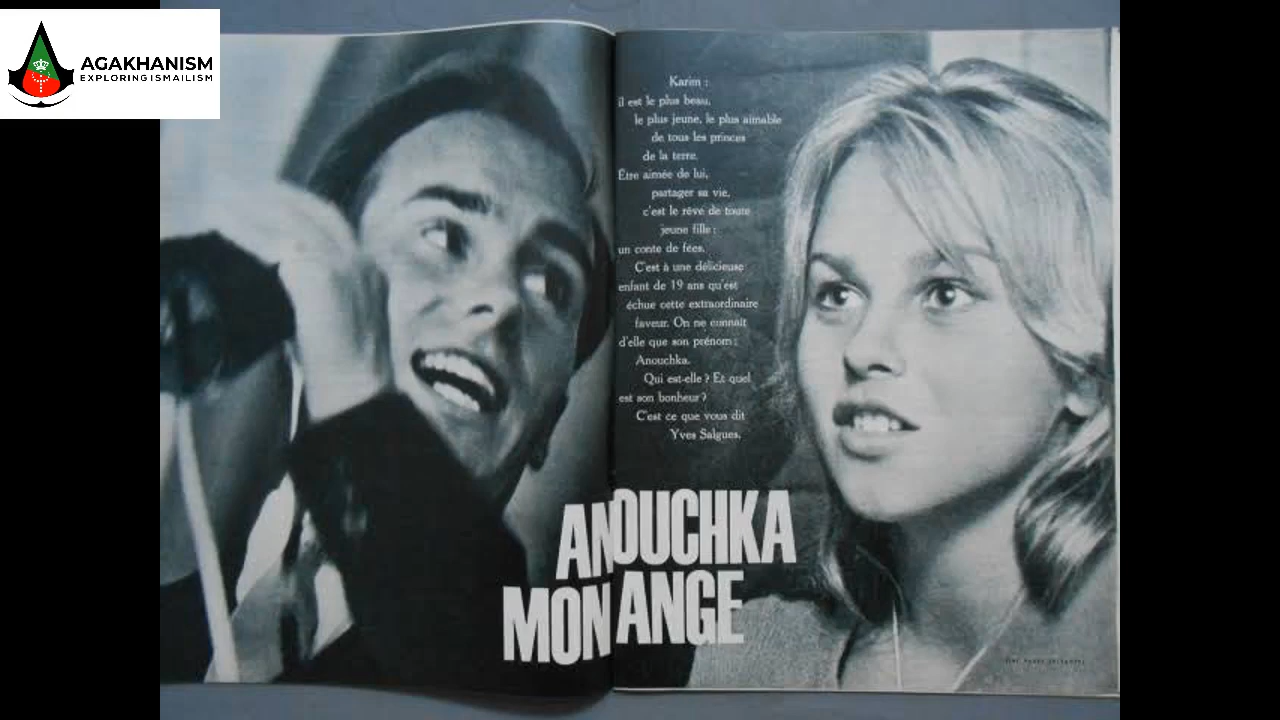 AGAKHANISM
EXPLORING ISMAILISM
Karim :
il est le plus beau,
le plus jeune, le plus aimable
de tous les princes
de la terre.
Être aimée de lui,
partager sa vie,
c'est le rêve de toute
jeune fille :
un conte de fées.
C'est à une délicieuse
enfant de 19 ans qu'est
échue cette extraordinaire
faveur. On ne connaît
d'elle que son prénom :
Anouchka.
Qui est-elle ? Et quel
est son bonheur ?
C'est ce que vous dit
Yves Salgues.
ANOUCHKA
MON ANGE